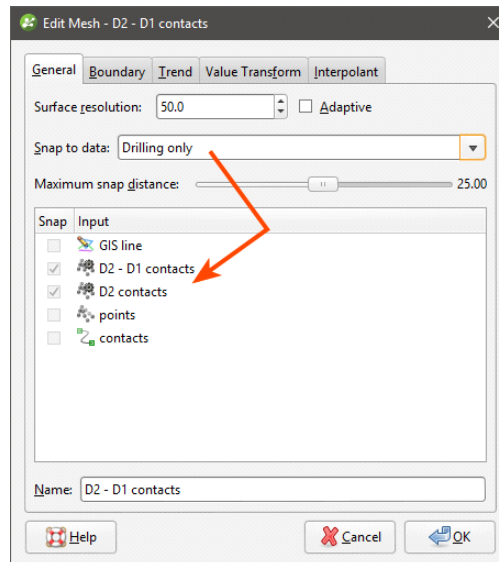 Edit Mesh - D2 - D1 contacts
General Boundary Trend Value Transform Interpolant
Surface resolution: 50.0 Adaptive
Snap to data: Drilling only
Maximum snap distance: 25.00
Snap Input
GIS line
D2 - D1 contacts
D2 contacts
points
contacts
Name: D2 - D1 contacts
Help Cancel OK